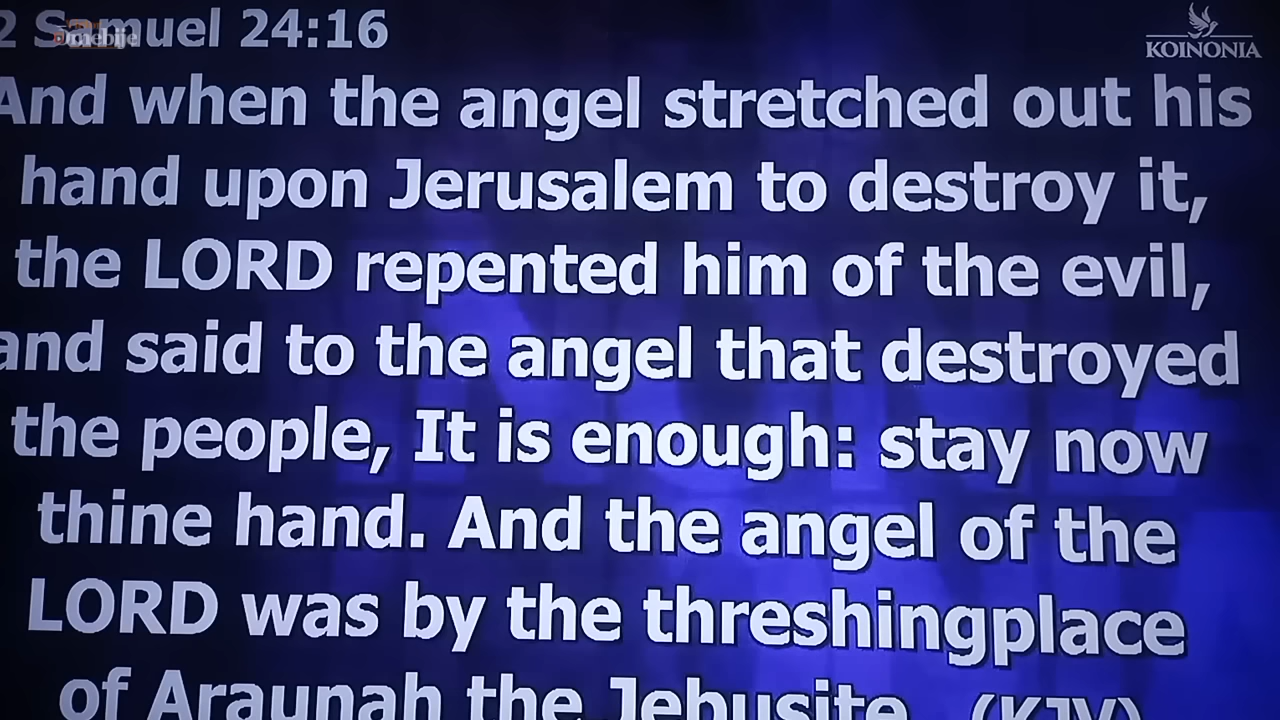 2 Samuel 24:16
Omebije
KOINONIA
And when the angel stretched out his
hand upon Jerusalem to destroy it,
the LORD repented him of the evil,
and said to the angel that destroyed
the people, It is enough: stay now
thine hand. And the angel of the
LORD was by the threshingplace
of Araunah the Jebusite. (KJV)